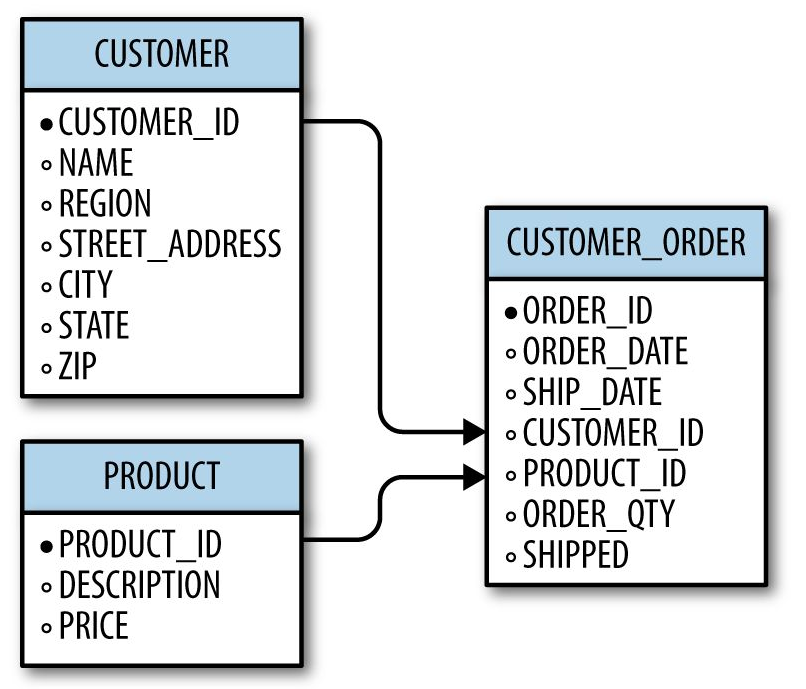 CUSTOMER
CUSTOMER_ID
NAME
REGION
STREET_ADDRESS
CITY
STATE
ZIP
PRODUCT
PRODUCT_ID
DESCRIPTION
PRICE
CUSTOMER_ORDER
ORDER_ID
ORDER_DATE
SHIP_DATE
CUSTOMER_ID
PRODUCT_ID
ORDER_QTY
SHIPPED